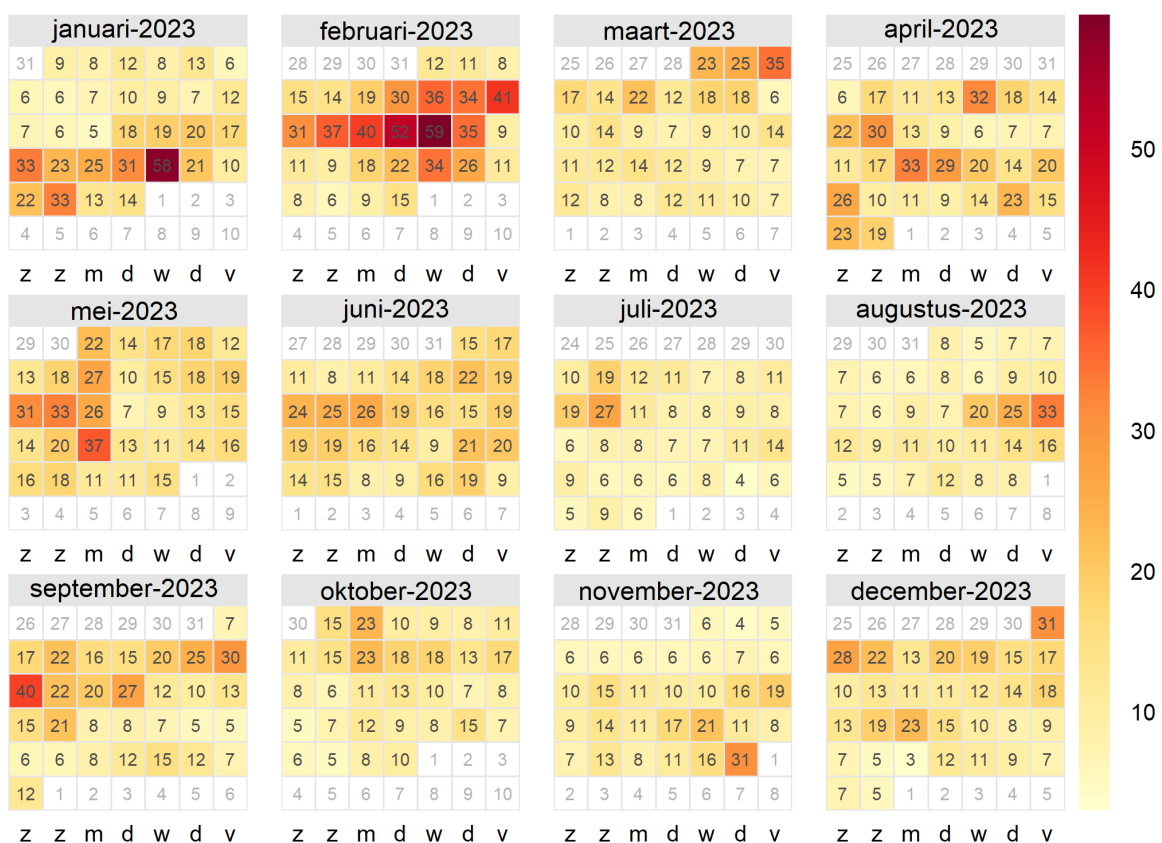 januari-2023 februari-2023 maart-2023 april-2023
31 9 8 12 8 13 6 28 29 30 31 12 11 8 25 26 27 28 23 25 35 25 26 27 28 29 30 31
6 6 7 10 9 7 12 15 14 19 30 36 34 41 17 14 22 12 18 18 6 6 17 11 13 32 18 14
7 6 5 18 19 20 17 31 37 40 52 59 35 9 10 14 9 7 9 10 14 22 30 13 9 6 7 7
33 23 25 31 58 21 10 11 9 18 22 34 26 11 11 12 14 12 9 7 7 11 17 33 29 20 14 20
22 33 13 14 1 2 3 8 6 9 15 1 2 3 12 8 8 12 11 10 7 26 10 11 9 14 23 15
4 5 6 7 8 9 10 4 5 6 7 8 9 10 1 2 3 4 5 6 7 23 19 1 2 3 4 5
z z m d w d v z z m d w d v z z m d w d v z z m d w d v
mei-2023 juni-2023 juli-2023 augustus-2023
29 30 22 14 17 18 12 27 28 29 30 31 15 17 24 25 26 27 28 29 30 29 30 31 8 5 7 7
13 18 27 10 15 18 19 11 8 11 14 18 22 19 10 19 12 11 7 8 11 7 6 6 8 6 9 10
31 33 26 7 9 13 15 24 25 26 19 16 15 19 19 27 11 8 8 9 8 7 6 9 7 20 25 33
14 20 37 13 11 14 16 19 19 16 14 9 21 20 6 8 8 7 7 11 14 12 9 11 10 11 14 16
16 18 11 11 15 1 2 14 15 8 9 16 19 9 9 6 6 6 8 4 6 5 5 7 12 8 8 1
3 4 5 6 7 8 9 1 2 3 4 5 6 7 5 9 6 1 2 3 4 2 3 4 5 6 7 8
z z m d w d v z z m d w d v z z m d w d v z z m d w d v
september-2023 oktober-2023 november-2023 december-2023
26 27 28 29 30 31 7 30 15 23 10 9 8 11 28 29 30 31 6 4 5 25 26 27 28 29 30 31
17 22 16 15 20 25 30 11 15 23 18 18 13 17 6 6 6 6 6 7 6 28 22 13 20 19 15 17
40 22 20 27 12 10 13 8 6 11 13 10 7 8 10 15 11 10 10 16 19 10 13 11 11 12 14 18
15 21 8 8 7 5 5 5 7 12 9 8 15 7 9 14 11 17 21 11 8 13 19 23 15 10 8 9
6 6 8 12 15 12 7 6 5 8 10 1 2 3 7 13 8 11 16 31 1 7 5 3 12 11 9 7
12 1 2 3 4 5 6 4 5 6 7 8 9 10 2 3 4 5 6 7 8 7 5 1 2 3 4 5
z z m d w d v z z m d w d v z z m d w d v z z m d w d v
50
40
30
20
10